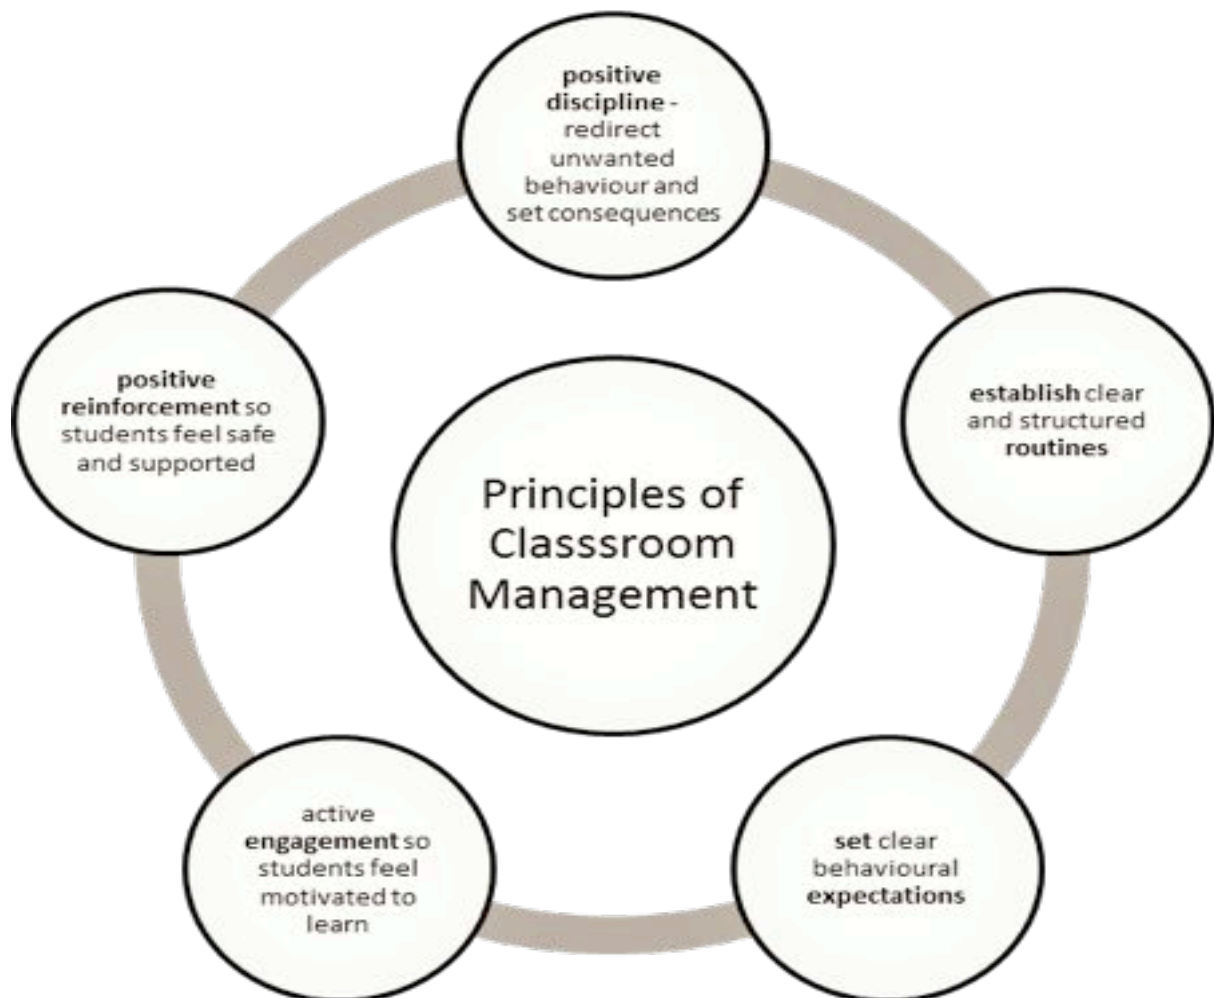 positive
discipline -
redirect
unwanted
behaviour and
set consequences
establish clear
and structured
routines
set clear
behavioural
expectations
active
engagement so
students feel
motivated to
learn
positive
reinforcement so
students feel safe
and supported
Principles of
Classsroom
Management